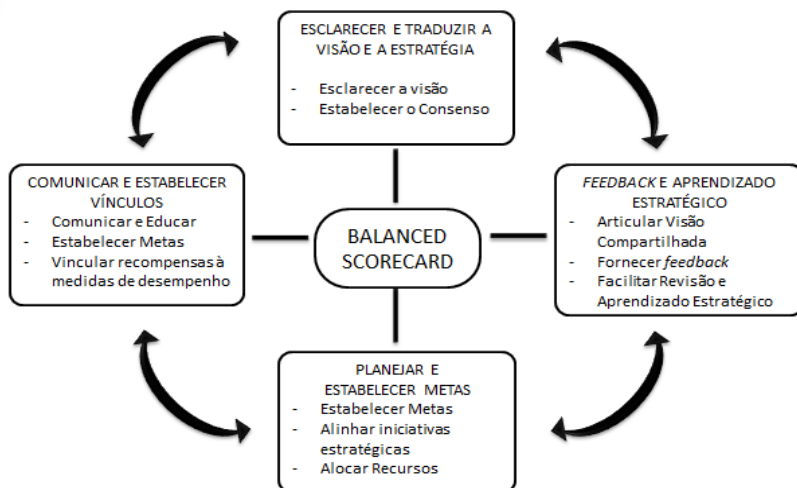 ESCLARECER E TRADUZIR A
VISÃO E A ESTRATÉGIA
- Esclarecer a visão
- Estabelecer o Consenso
COMUNICAR E ESTABELECER
VÍNCULOS
- Comunicar e Educar
- Estabelecer Metas
- Vincular recompensas à
medidas de desempenho
BALANCED
SCORECARD
FEEDBACK E APRENDIZADO
ESTRATÉGICO
- Articular Visão
Compartilhada
- Fornecer feedback
- Facilitar Revisão e
Aprendizado Estratégico
PLANEJAR E
ESTABELECER METAS
- Estabelecer Metas
- Alinhar iniciativas
estratégicas
- Alocar Recursos